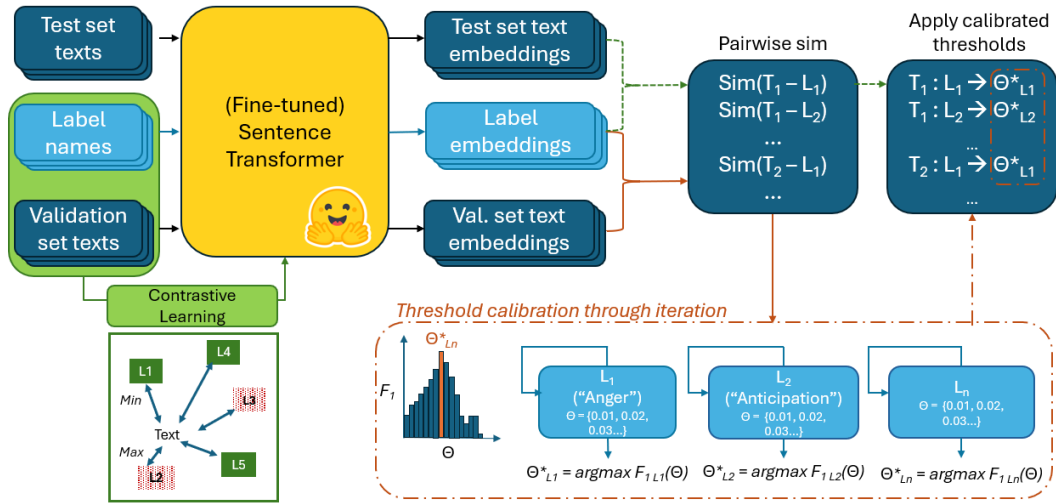 Test set
texts
Label
names
Validation
set texts
(Fine-tuned)
Sentence
Transformer
Contrastive
Learning
Test set text
embeddings
Label
embeddings
Val. set text
embeddings
Pairwise sim
Sim(T₁ – L₁)
Sim(T₁ – L₂)
...
Sim(T₂ – L₁)
...
Apply calibrated
thresholds
T₁ : L₁ → Θ*L1
T₁ : L₂ → Θ*L2
...
T₂ : L₁ → Θ*L1
...
L1
L4
L3
Min
Text
Max
L2
L5
Threshold calibration through iteration
Θ*Ln
F₁
Θ
L₁
("Anger")
Θ = {0.01, 0.02,
0.03...}
Θ*L1 = argmax F1 L1(Θ)
L₂
("Anticipation")
Θ = {0.01, 0.02,
0.03...}
Θ*L2 = argmax F1 L2(Θ)
Ln
Θ = {0.01, 0.02,
0.03...}
Θ*Ln = argmax F1 Ln(Θ)